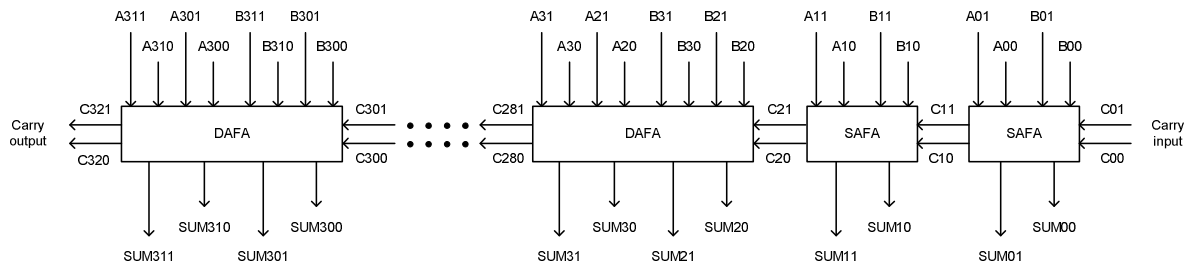 A311 A301 B311 B301 A31 A21 B31 B21 A11 B11 A01 B01
A310 A300 B310 B300 A30 A20 B30 B20 A10 B10 A00 B00
C321 C301 C281 C21 C11 C01
Carry output DAFA DAFA SAFA SAFA Carry input
C320 C300 C280 C20 C10 C00
SUM310 SUM300 SUM30 SUM20 SUM10 SUM00
SUM311 SUM301 SUM31 SUM21 SUM11 SUM01